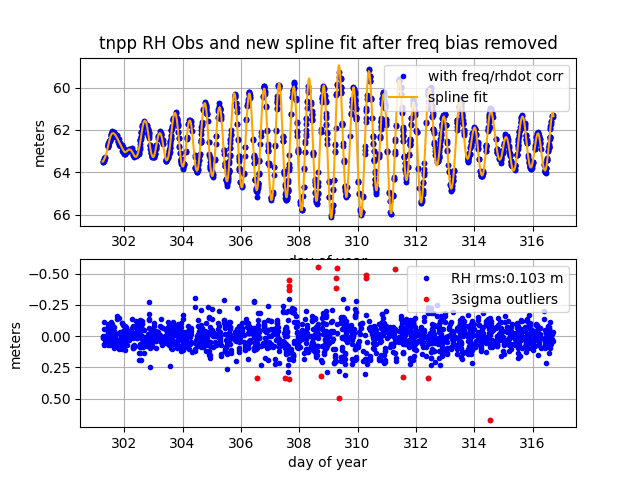 tnpp RH Obs and new spline fit after freq bias removed
60
62
64
66
meters
with freq/rhdot corr
spline fit
302 304 306 308 310 312 314 316
day of year
−0.50
−0.25
0.00
0.25
0.50
meters
RH rms:0.103 m
3sigma outliers
302 304 306 308 310 312 314 316
day of year